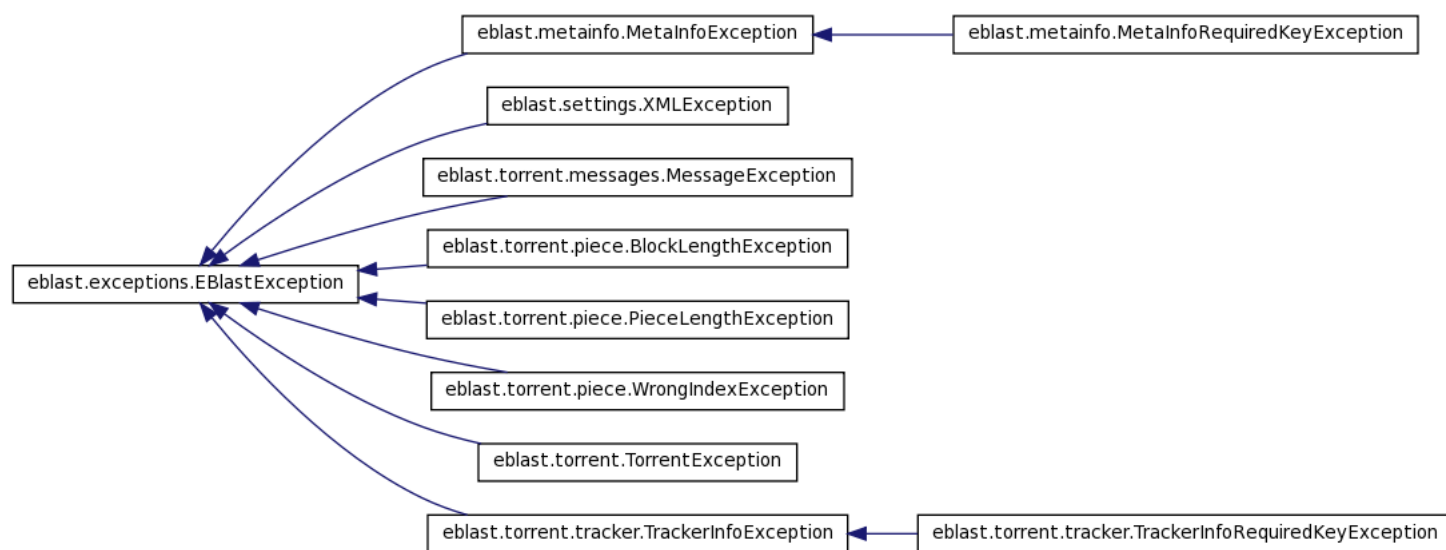 eblast.metainfo.MetaInfoException
eblast.metainfo.MetaInfoRequiredKeyException
eblast.settings.XMLException
eblast.torrent.messages.MessageException
eblast.torrent.piece.BlockLengthException
eblast.exceptions.EBlastException
eblast.torrent.piece.PieceLengthException
eblast.torrent.piece.WrongIndexException
eblast.torrent.TorrentException
eblast.torrent.tracker.TrackerInfoException
eblast.torrent.tracker.TrackerInfoRequiredKeyException